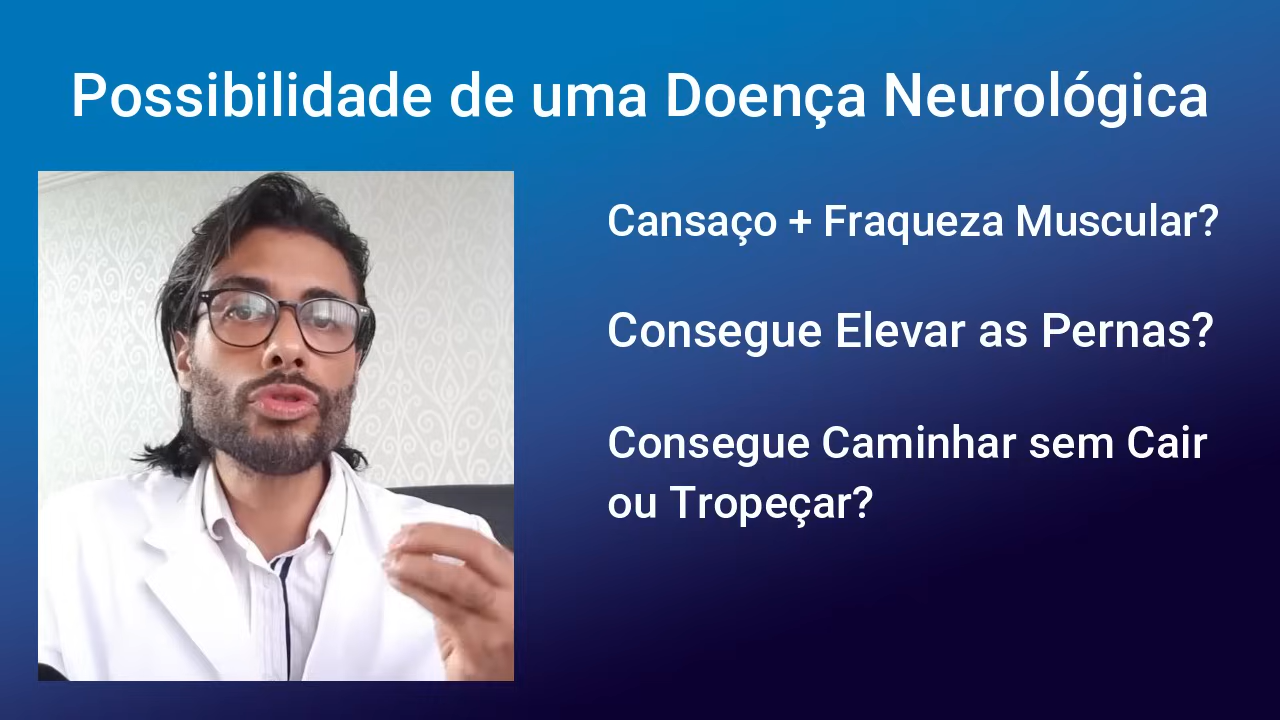 Possibilidade de uma Doença Neurológica
Cansaço + Fraqueza Muscular?
Consegue Elevar as Pernas?
Consegue Caminhar sem Cair
ou Tropeçar?